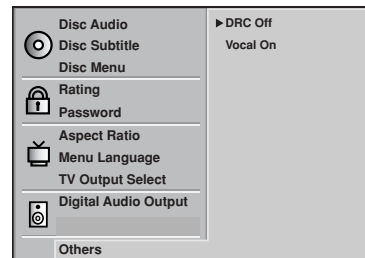 Disc Audio
Disc Subtitle
Disc Menu
Rating
Password
Aspect Ratio
Menu Language
TV Output Select
Digital Audio Output
Others
▶DRC Off
Vocal On